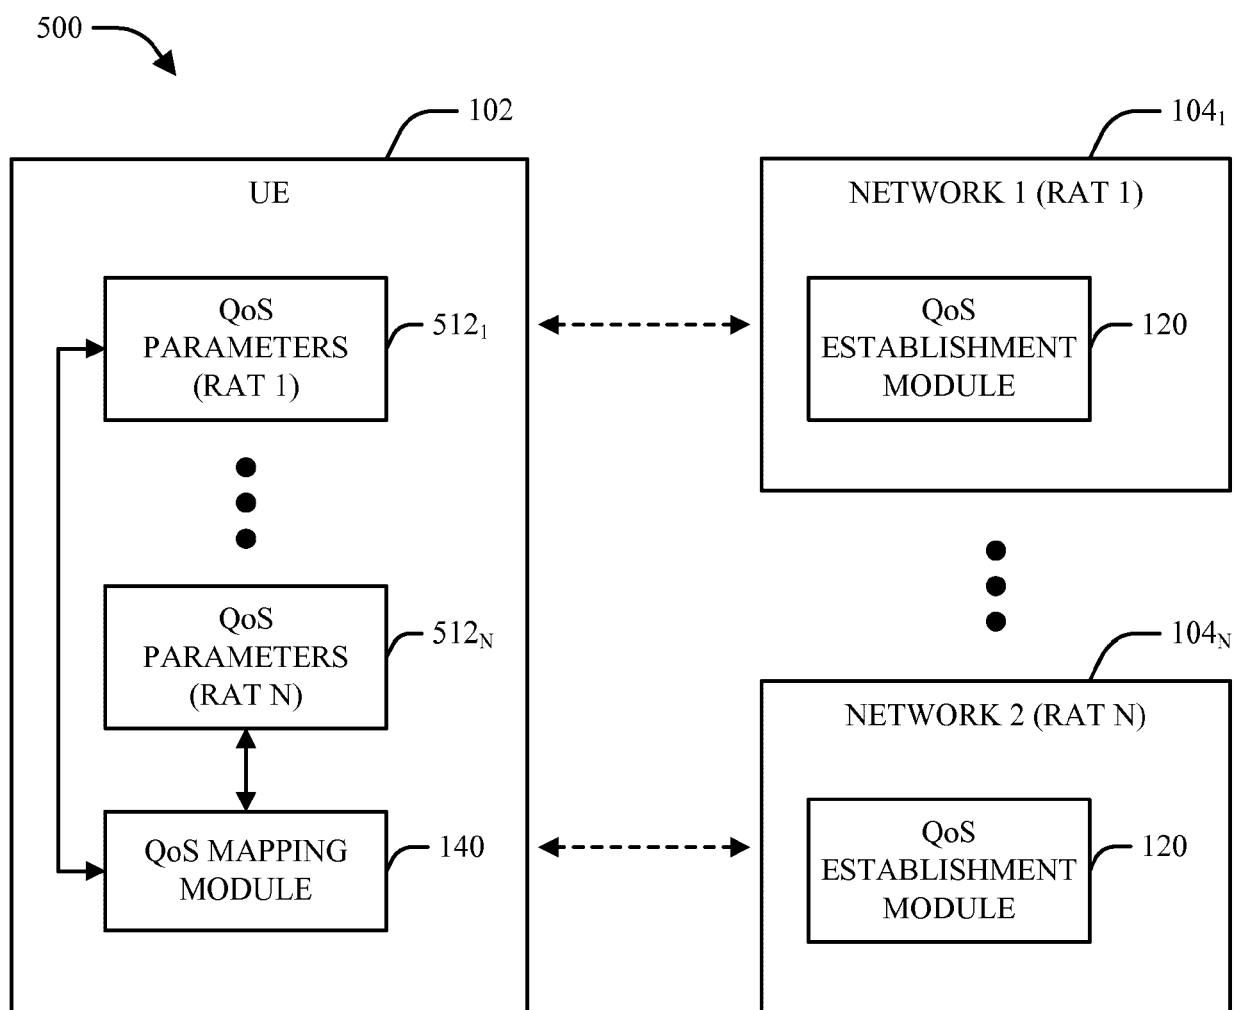 500
102
104₁
UE
NETWORK 1 (RAT 1)
QoS
PARAMETERS
(RAT 1)
512₁
QoS
ESTABLISHMENT
MODULE
120
QoS
PARAMETERS
(RAT N)
512N
104N
NETWORK 2 (RAT N)
QoS MAPPING
MODULE
140
QoS
ESTABLISHMENT
MODULE
120